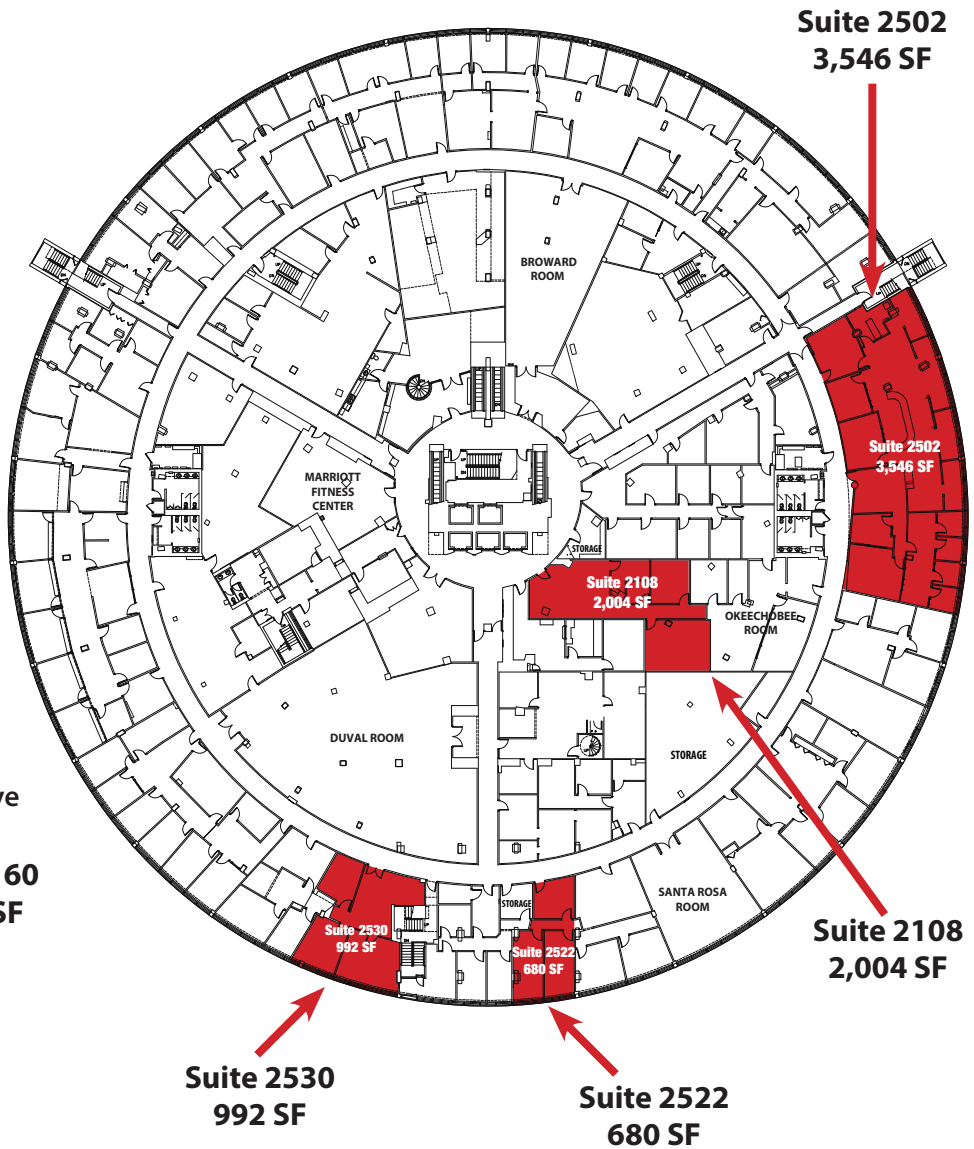 Suite 2502
3,546 SF
BROWARD
ROOM
Suite 2502
3,546 SF
MARRIOTT
FITNESS
CENTER
STORAGE
Suite 2108
2,004 SF
OKEECHOBEE
ROOM
DUVAL ROOM
STORAGE
ve
60
SF
SANTA ROSA
ROOM
STORAGE
Suite 2530
992 SF
Suite 2522
680 SF
Suite 2108
2,004 SF
Suite 2530
992 SF
Suite 2522
680 SF